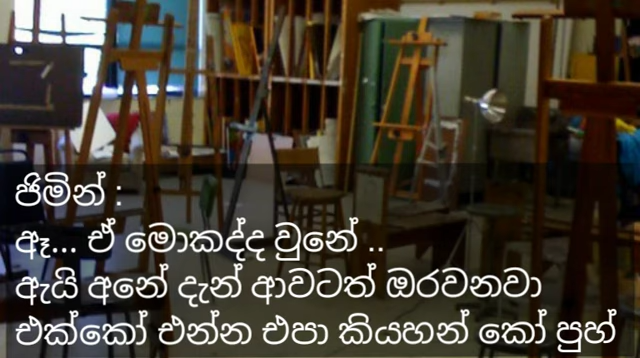 ජිමින් :
ඈ... ඒ මොකද්ද වුනේ ..
ඇයි අනේ දැන් ආවටත් ඔරවනවා
එක්කෝ එන්න එපා කියහන් කෝ පුහ්